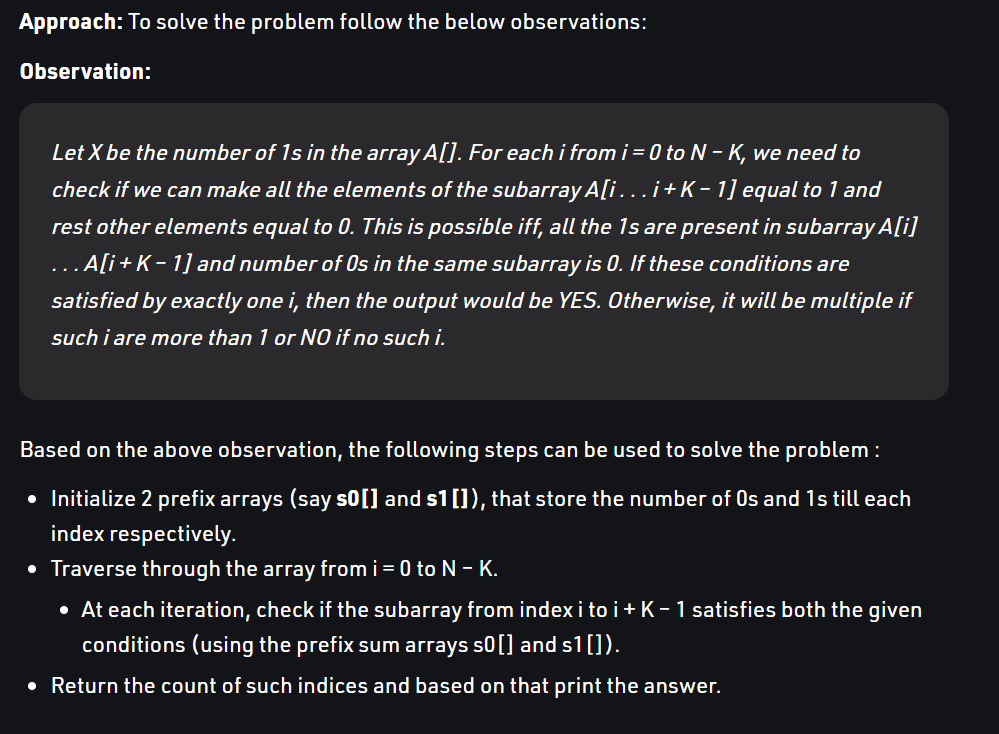 Approach: To solve the problem follow the below observations:
Observation:
Let X be the number of 1s in the array A[]. For each i from i = 0 to N – K, we need to
check if we can make all the elements of the subarray A[i . . . i + K – 1] equal to 1 and
rest other elements equal to 0. This is possible iff, all the 1s are present in subarray A[i]
. . . A[i + K – 1] and number of 0s in the same subarray is 0. If these conditions are
satisfied by exactly one i, then the output would be YES. Otherwise, it will be multiple if
such i are more than 1 or NO if no such i.
Based on the above observation, the following steps can be used to solve the problem :
• Initialize 2 prefix arrays (say s0[] and s1[]), that store the number of 0s and 1s till each
index respectively.
• Traverse through the array from i = 0 to N – K.
• At each iteration, check if the subarray from index i to i + K – 1 satisfies both the given
conditions (using the prefix sum arrays s0[] and s1[]).
• Return the count of such indices and based on that print the answer.